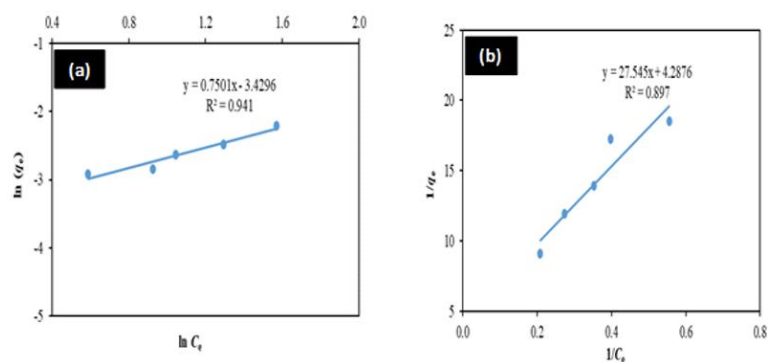 0.4 0.8 1.2 1.6 2.0
-1
(a)
y = 0.7501x - 3.4296
R² = 0.941
-2
-3
-4
-5
ln (qe)
ln Ce
25
(b)
y = 27.545x + 4.2876
R² = 0.897
20
15
10
5
1/qe
0.0 0.2 0.4 0.6 0.8
1/Ce